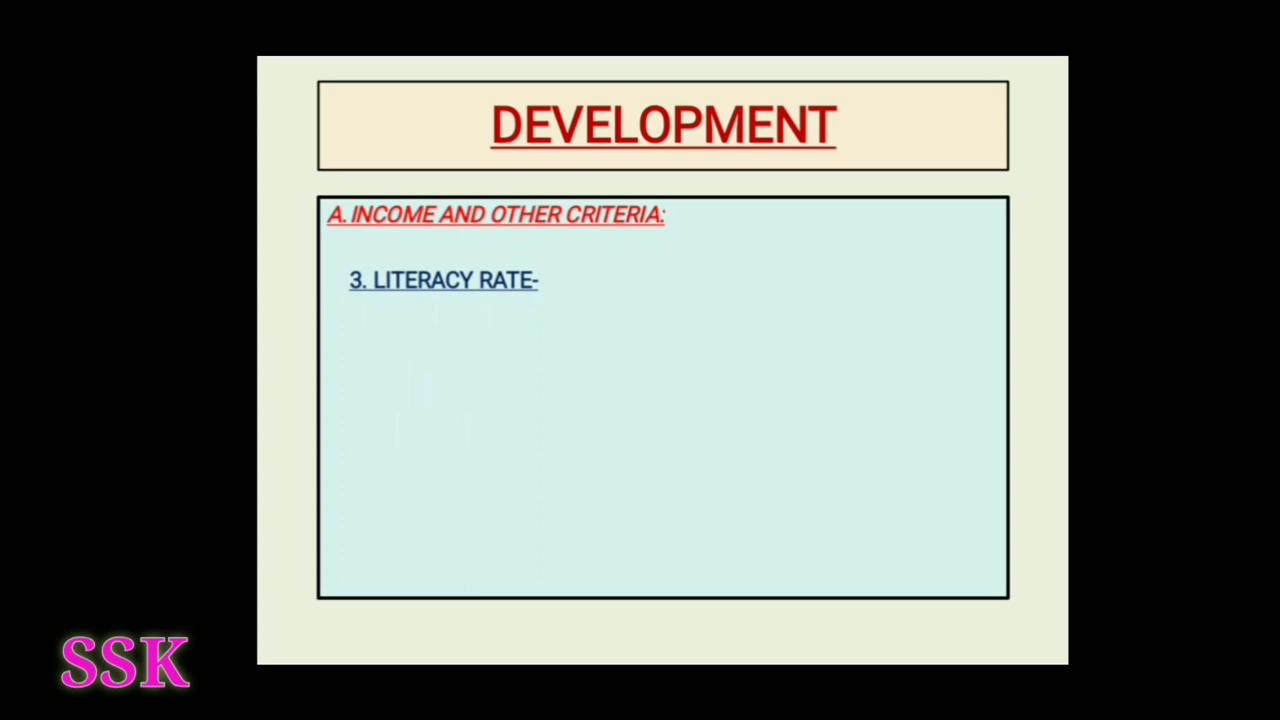 DEVELOPMENT
A. INCOME AND OTHER CRITERIA:
3. LITERACY RATE-
SSK